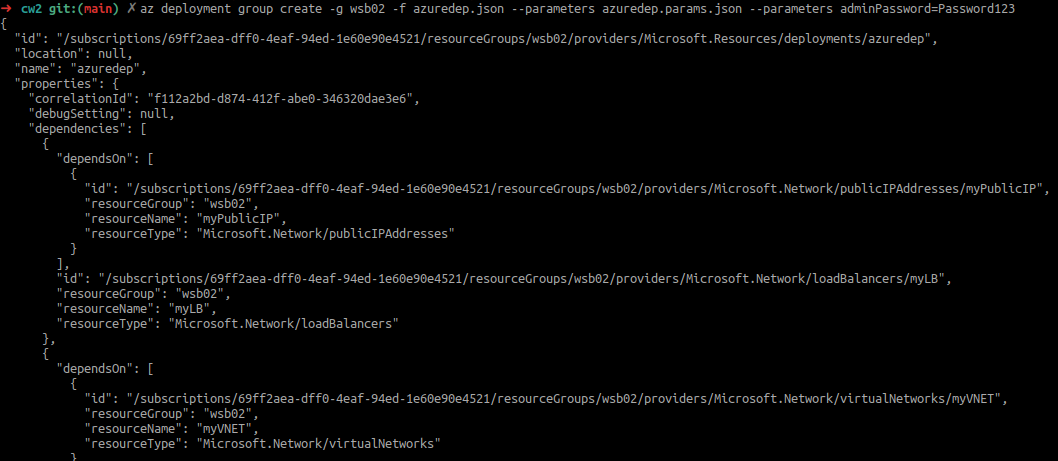 ➜ cw2 git:(main) ✗ az deployment group create -g wsb02 -f azuredep.json --parameters azuredep.params.json --parameters adminPassword=Password123
{
  "id": "/subscriptions/69ff2aea-dff0-4eaf-94ed-1e60e90e4521/resourceGroups/wsb02/providers/Microsoft.Resources/deployments/azuredep",
  "location": null,
  "name": "azuredep",
  "properties": {
    "correlationId": "f112a2bd-d874-412f-abe0-346320dae3e6",
    "debugSetting": null,
    "dependencies": [
      {
        "dependsOn": [
          {
            "id": "/subscriptions/69ff2aea-dff0-4eaf-94ed-1e60e90e4521/resourceGroups/wsb02/providers/Microsoft.Network/publicIPAddresses/myPublicIP",
            "resourceGroup": "wsb02",
            "resourceName": "myPublicIP",
            "resourceType": "Microsoft.Network/publicIPAddresses"
          }
        ],
        "id": "/subscriptions/69ff2aea-dff0-4eaf-94ed-1e60e90e4521/resourceGroups/wsb02/providers/Microsoft.Network/loadBalancers/myLB",
        "resourceGroup": "wsb02",
        "resourceName": "myLB",
        "resourceType": "Microsoft.Network/loadBalancers"
      },
      {
        "dependsOn": [
          {
            "id": "/subscriptions/69ff2aea-dff0-4eaf-94ed-1e60e90e4521/resourceGroups/wsb02/providers/Microsoft.Network/virtualNetworks/myVNET",
            "resourceGroup": "wsb02",
            "resourceName": "myVNET",
            "resourceType": "Microsoft.Network/virtualNetworks"
          }